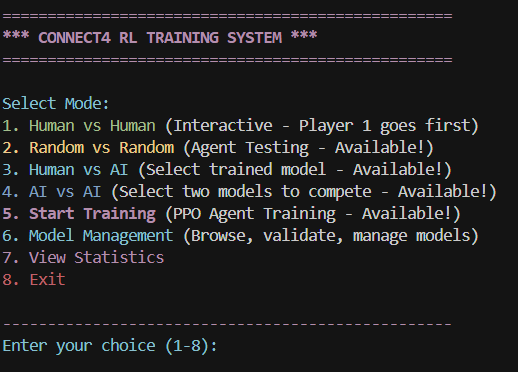 ==================================================
*** CONNECT4 RL TRAINING SYSTEM ***
==================================================
Select Mode:
1. Human vs Human (Interactive - Player 1 goes first)
2. Random vs Random (Agent Testing - Available!)
3. Human vs AI (Select trained model - Available!)
4. AI vs AI (Select two models to compete - Available!)
5. Start Training (PPO Agent Training - Available!)
6. Model Management (Browse, validate, manage models)
7. View Statistics
8. Exit
--------------------------------------------------
Enter your choice (1-8):